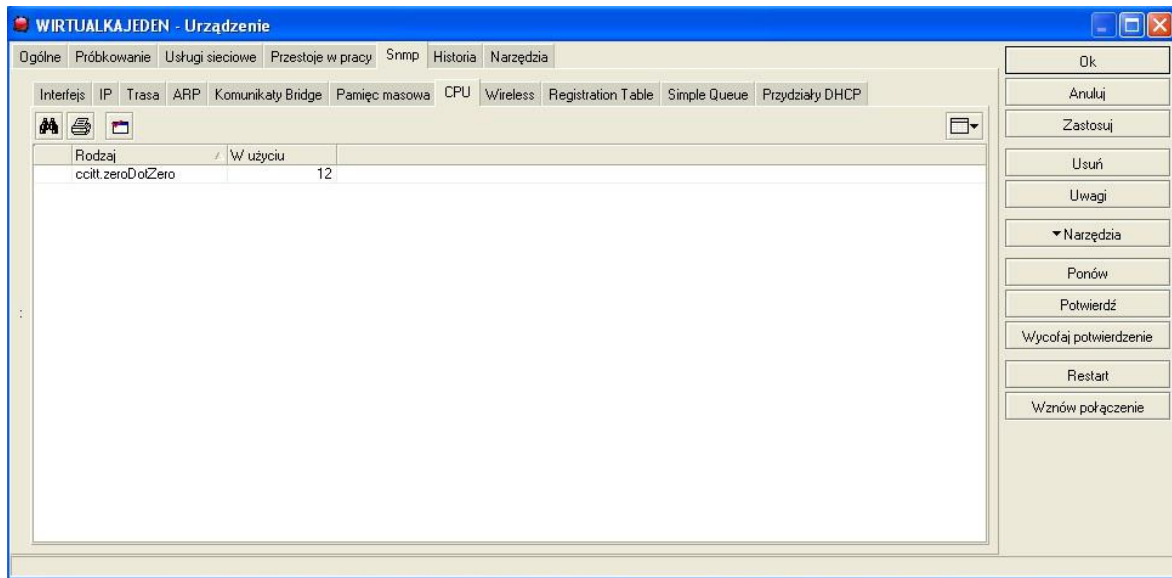 WIRTUALKAJEDEN - Urządzenie
Ogólne Próbkowanie Usługi sieciowe Przestoje w pracy Snmp Historia Narzędzia
Interfejs IP Trasa ARP Komunikaty Bridge Pamięc masowa CPU Wireless Registration Table Simple Queue Przydziały DHCP
Rodzaj W użyciu
ccitt.zeroDotZero 12
Ok
Anuluj
Zastosuj
Usuń
Uwagi
Narzędzia
Ponów
Potwierdź
Wycofaj potwierdzenie
Restart
Wznów połączenie